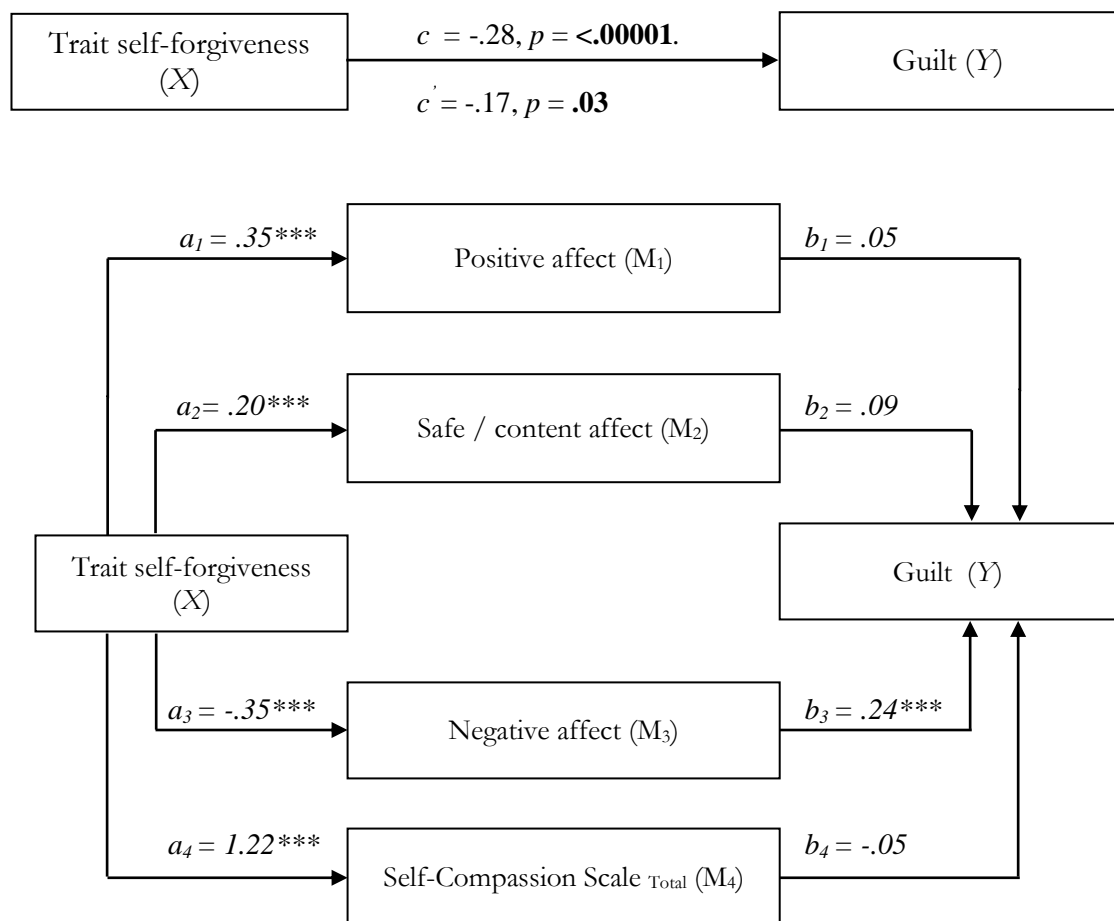 Trait self-forgiveness
(X)
c = -.28, p = <.00001.
c' = -.17, p = .03
Guilt (Y)
a1 = .35***
Positive affect (M1)
b1 = .05
a2= .20***
Safe / content affect (M2)
b2 = .09
Trait self-forgiveness
(X)
Guilt (Y)
a3 = -.35***
Negative affect (M3)
b3 = .24***
a4 = 1.22***
Self-Compassion Scale Total (M4)
b4 = -.05